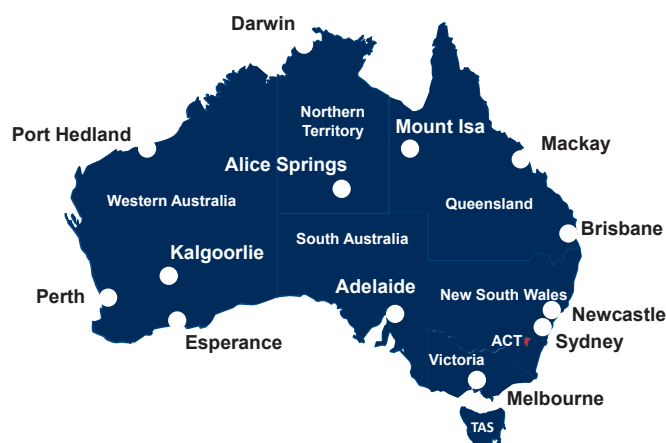 Darwin
Northern
Territory
Port Hedland
Mount Isa
Mackay
Alice Springs
Western Australia
Queensland
Brisbane
South Australia
Kalgoorlie
Adelaide
Perth
New South Wales
Newcastle
Esperance
ACT
Sydney
Victoria
Melbourne
TAS